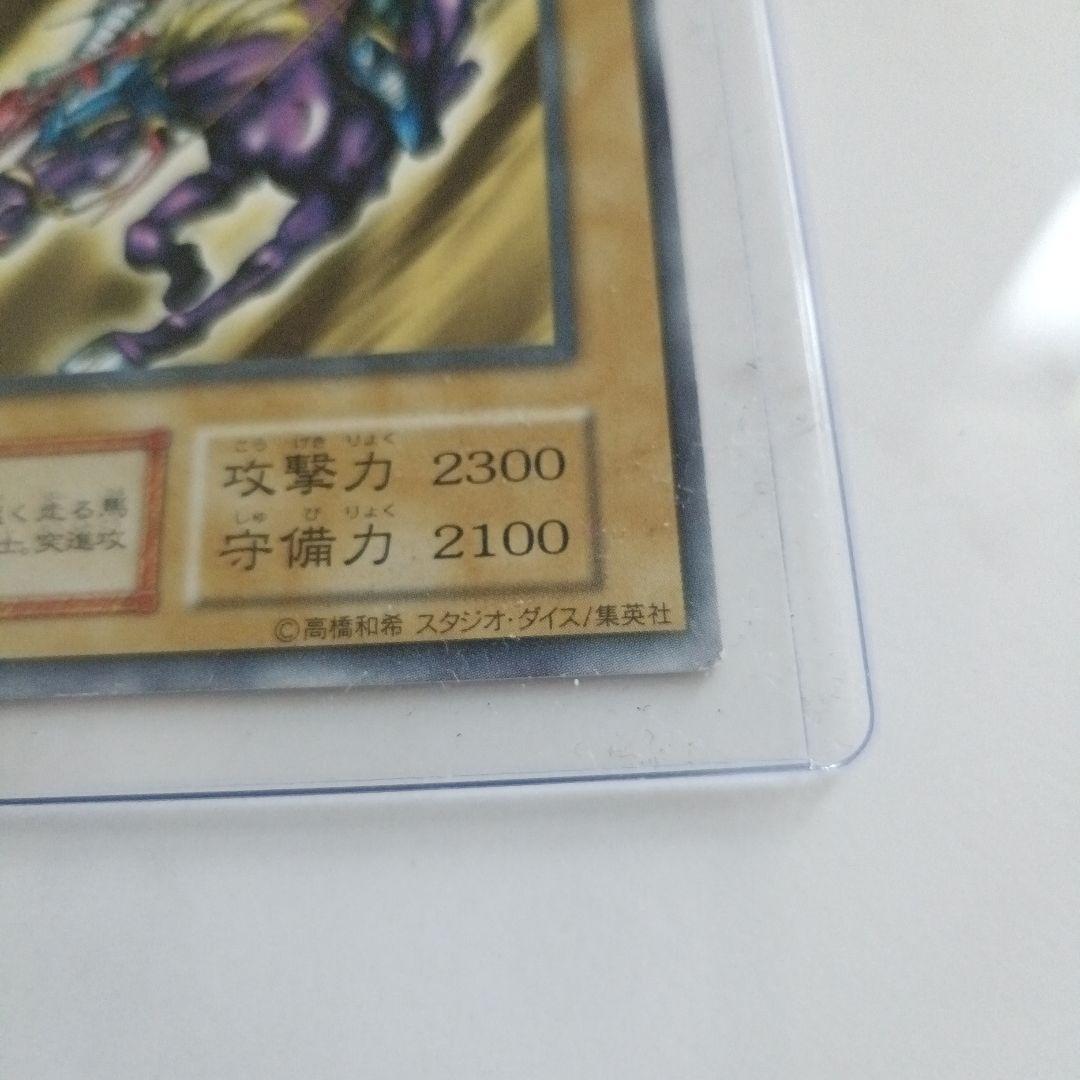 く走る馬
士。突進攻
こう げき りょく
攻撃力 2300
しゅ び りょく
守備力 2100
©高橋和希 スタジオ・ダイス/集英社